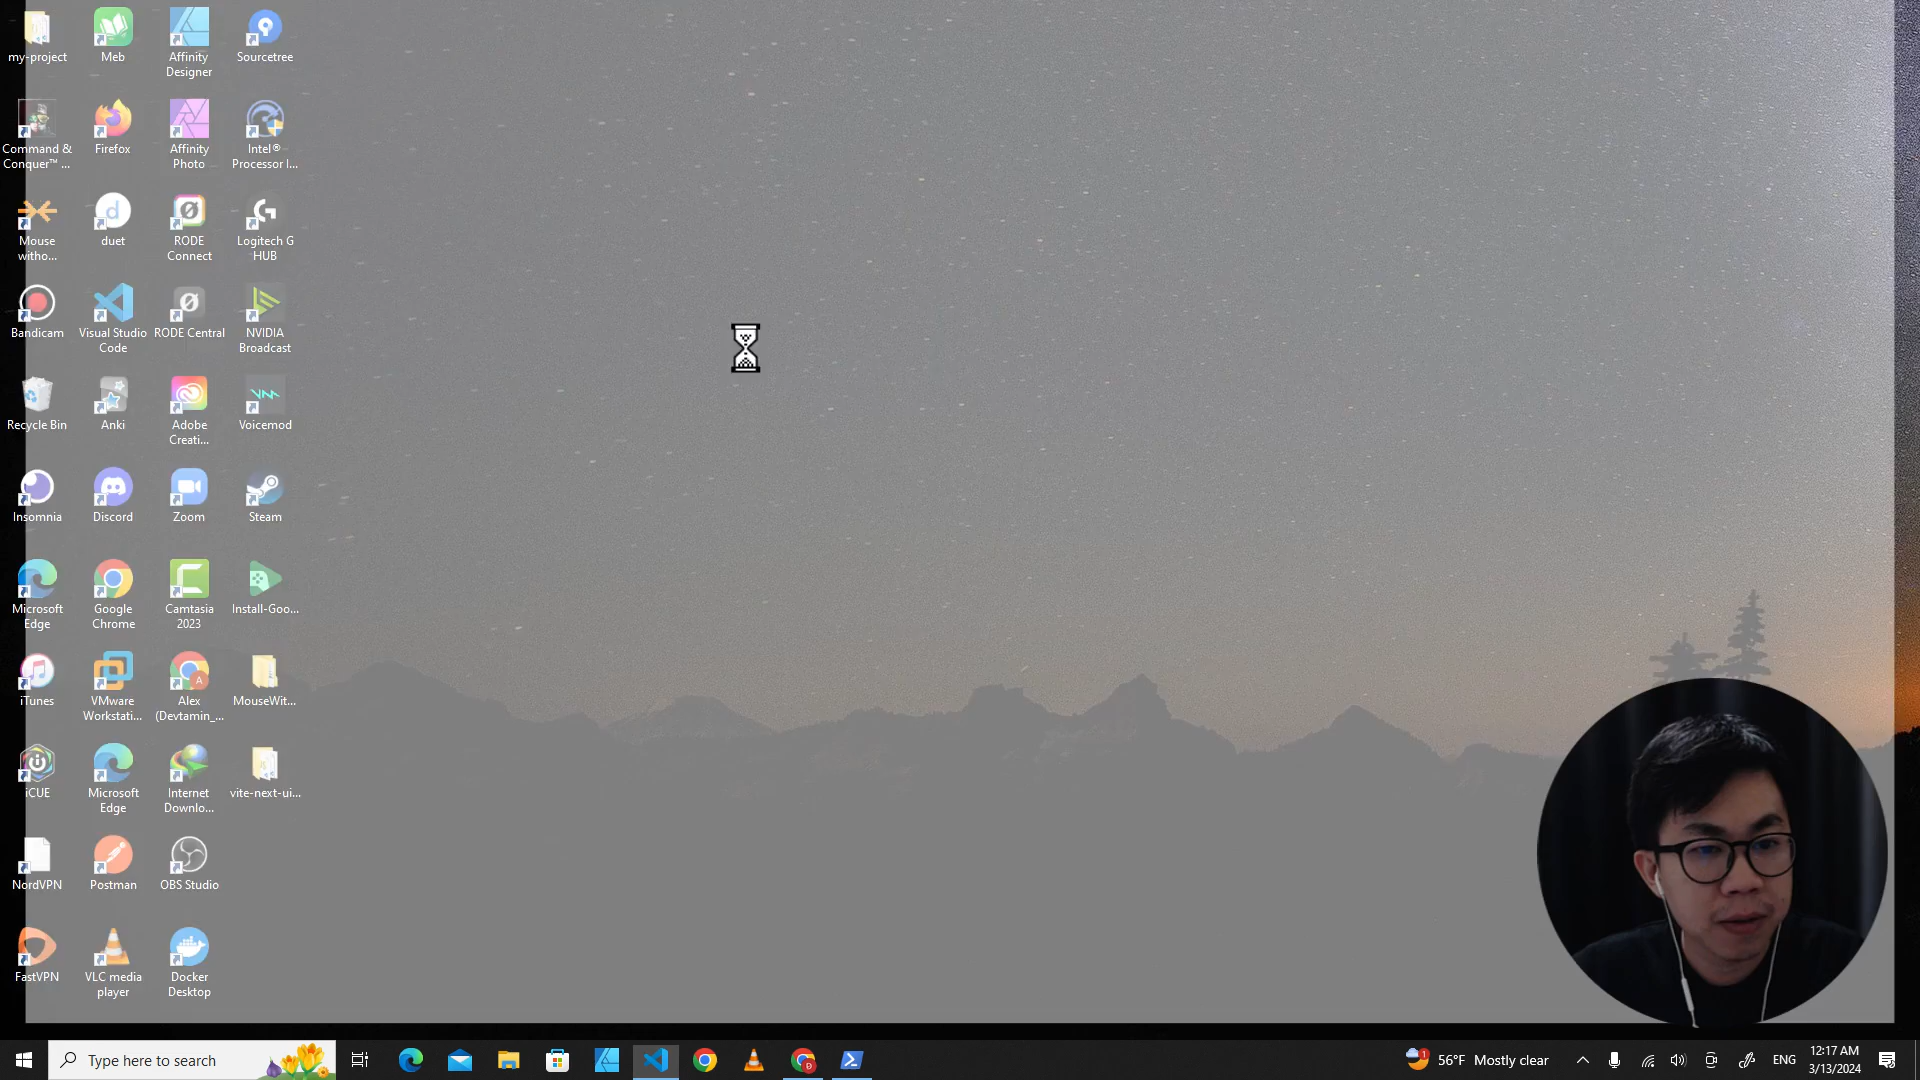 my-project
Meb
Affinity
Designer
Sourcetree
Command &
Conquer™ ...
Firefox
Affinity
Photo
Intel®
Processor I...
Mouse
witho...
duet
RODE
Connect
Logitech G
HUB
Bandicam
Visual Studio
Code
RODE Central
NVIDIA
Broadcast
Recycle Bin
Anki
Adobe
Creati...
Voicemod
Insomnia
Discord
Zoom
Steam
Microsoft
Edge
Google
Chrome
Camtasia
2023
Install-Goo...
iTunes
VMware
Workstati...
Alex
(Devtamin_...
MouseWit...
iCUE
Microsoft
Edge
Internet
Downlo...
vite-next-ui...
NordVPN
Postman
OBS Studio
FastVPN
VLC media
player
Docker
Desktop
Type here to search
1
56°F Mostly clear
ENG
12:17 AM
3/13/2024